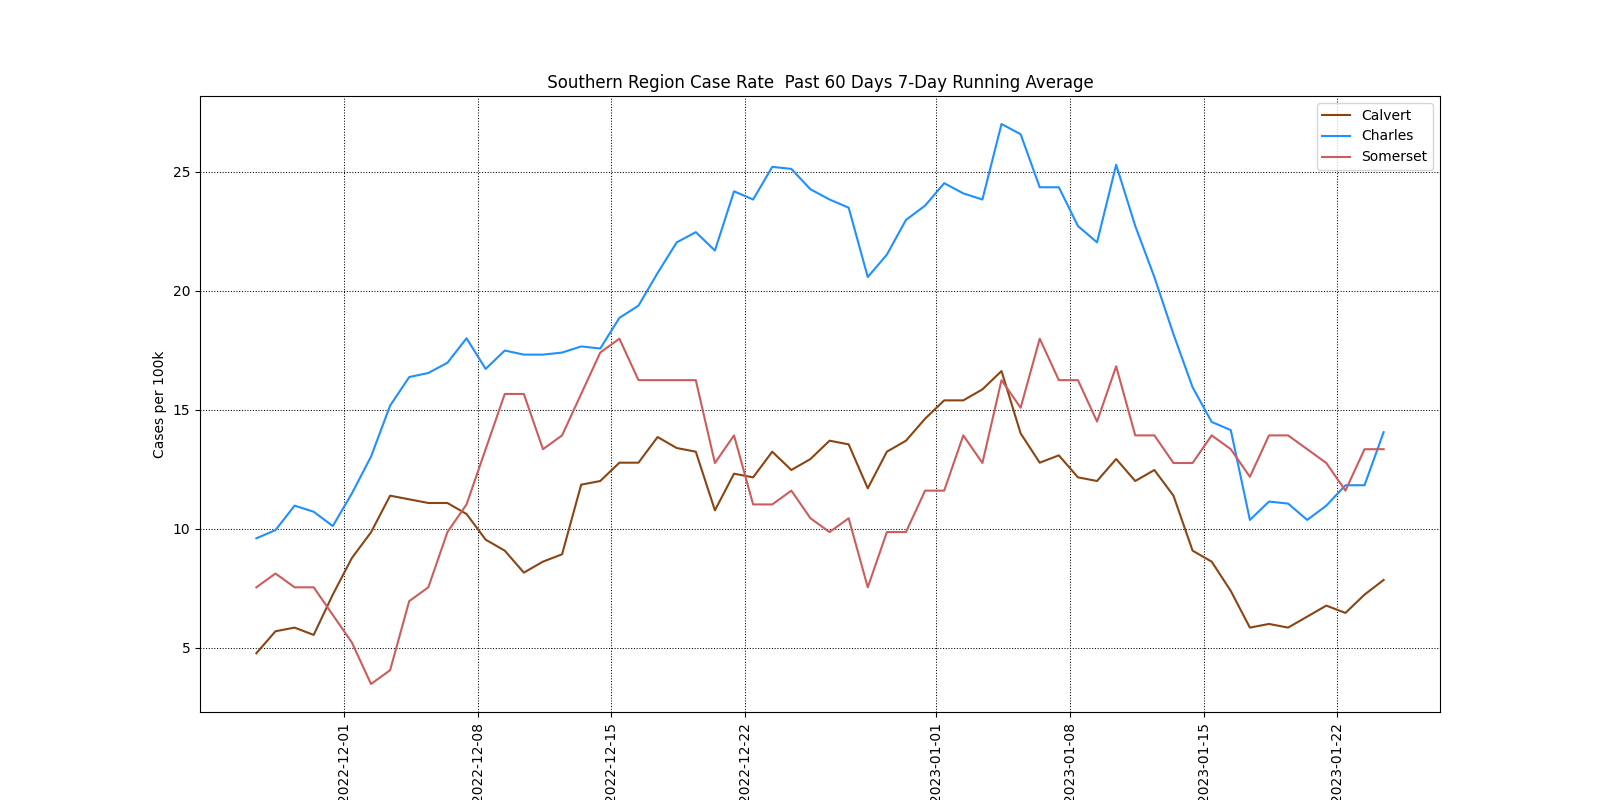 Southern Region Case Rate  Past 60 Days 7-Day Running Average
Calvert
Charles
Somerset
Cases per 100k
25
20
15
10
5
2022-12-01
2022-12-08
2022-12-15
2022-12-22
2023-01-01
2023-01-08
2023-01-15
2023-01-22